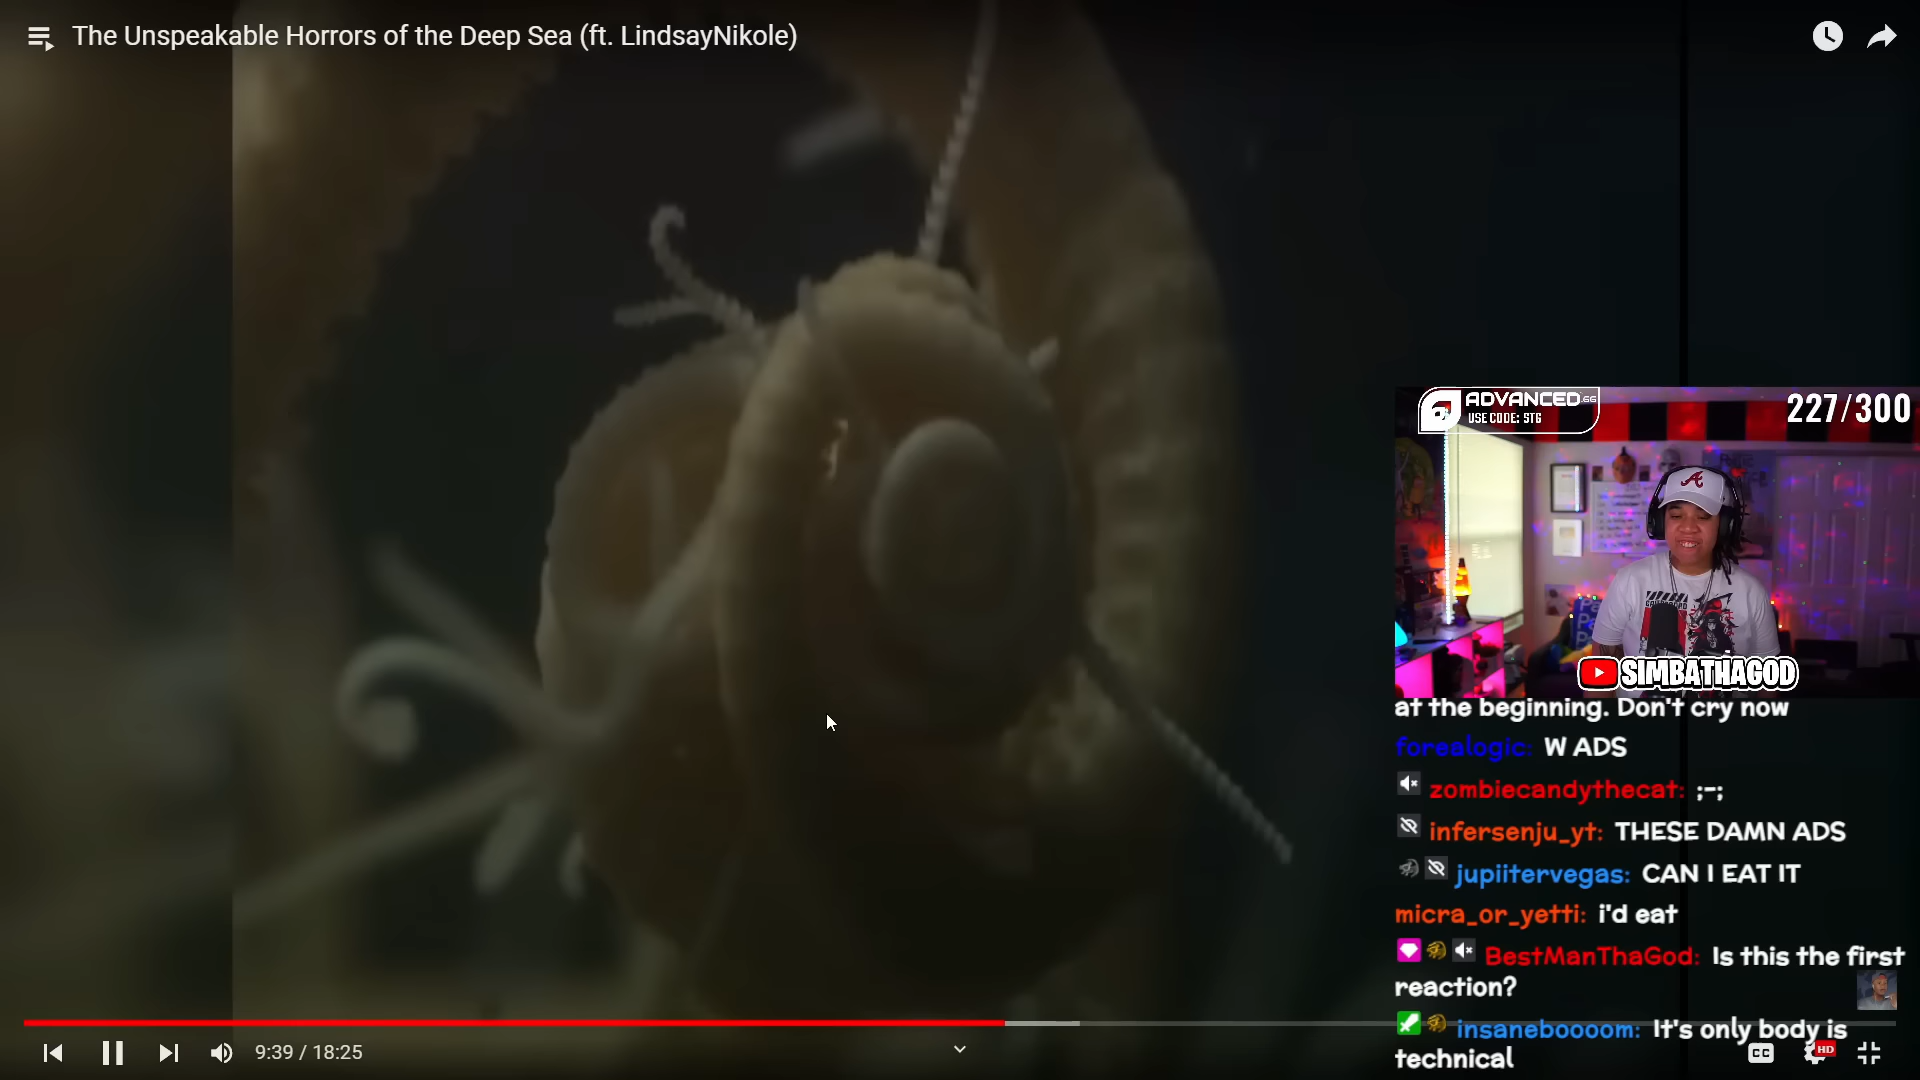 The Unspeakable Horrors of the Deep Sea (ft. LindsayNikole)
ADVANCED.GG
USE CODE: STG
227/300
SIMBATHAGOD
at the beginning. Don't cry now
forealogic: W ADS
zombiecandythecat: ;-;
infersenju_yt: THESE DAMN ADS
jupiitervegas: CAN I EAT IT
micra_or_yetti: i'd eat
BestManThaGod: Is this the first
reaction?
insaneboooom: It's only body is
technical
9:39 / 18:25
CC
HD